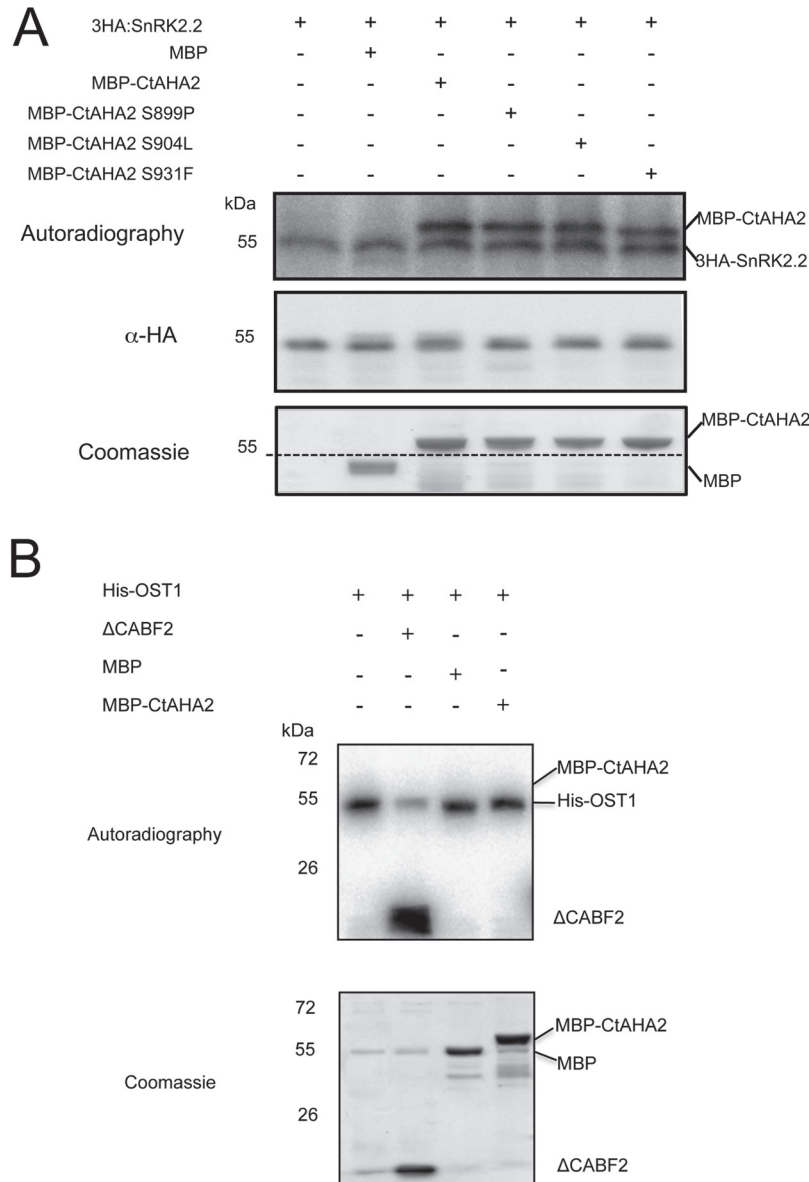 A
3HA:SnRK2.2 + + + + + +
MBP - + - - - -
MBP-CtAHA2 - - + - - -
MBP-CtAHA2 S899P - - - + - -
MBP-CtAHA2 S904L - - - - + -
MBP-CtAHA2 S931F - - - - - +
kDa
Autoradiography
55
MBP-CtAHA2
3HA-SnRK2.2
α-HA
55
Coomassie
55
MBP-CtAHA2
MBP
B
His-OST1 + + + +
ΔCABF2 - + - -
MBP - - + -
MBP-CtAHA2 - - - +
kDa
72
55
26
Autoradiography
MBP-CtAHA2
His-OST1
ΔCABF2
72
55
26
Coomassie
MBP-CtAHA2
MBP
ΔCABF2